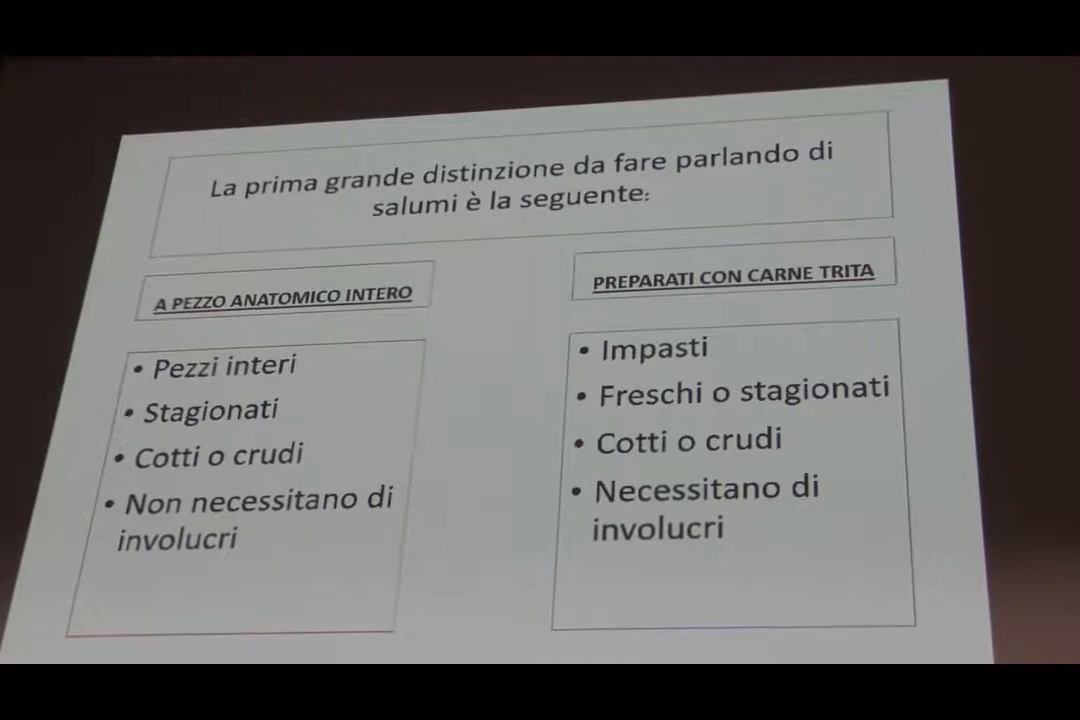 La prima grande distinzione da fare parlando di
salumi è la seguente:
A PEZZO ANATOMICO INTERO
• Pezzi interi
• Stagionati
• Cotti o crudi
• Non necessitano di
involucri
PREPARATI CON CARNE TRITA
• Impasti
• Freschi o stagionati
• Cotti o crudi
• Necessitano di
involucri